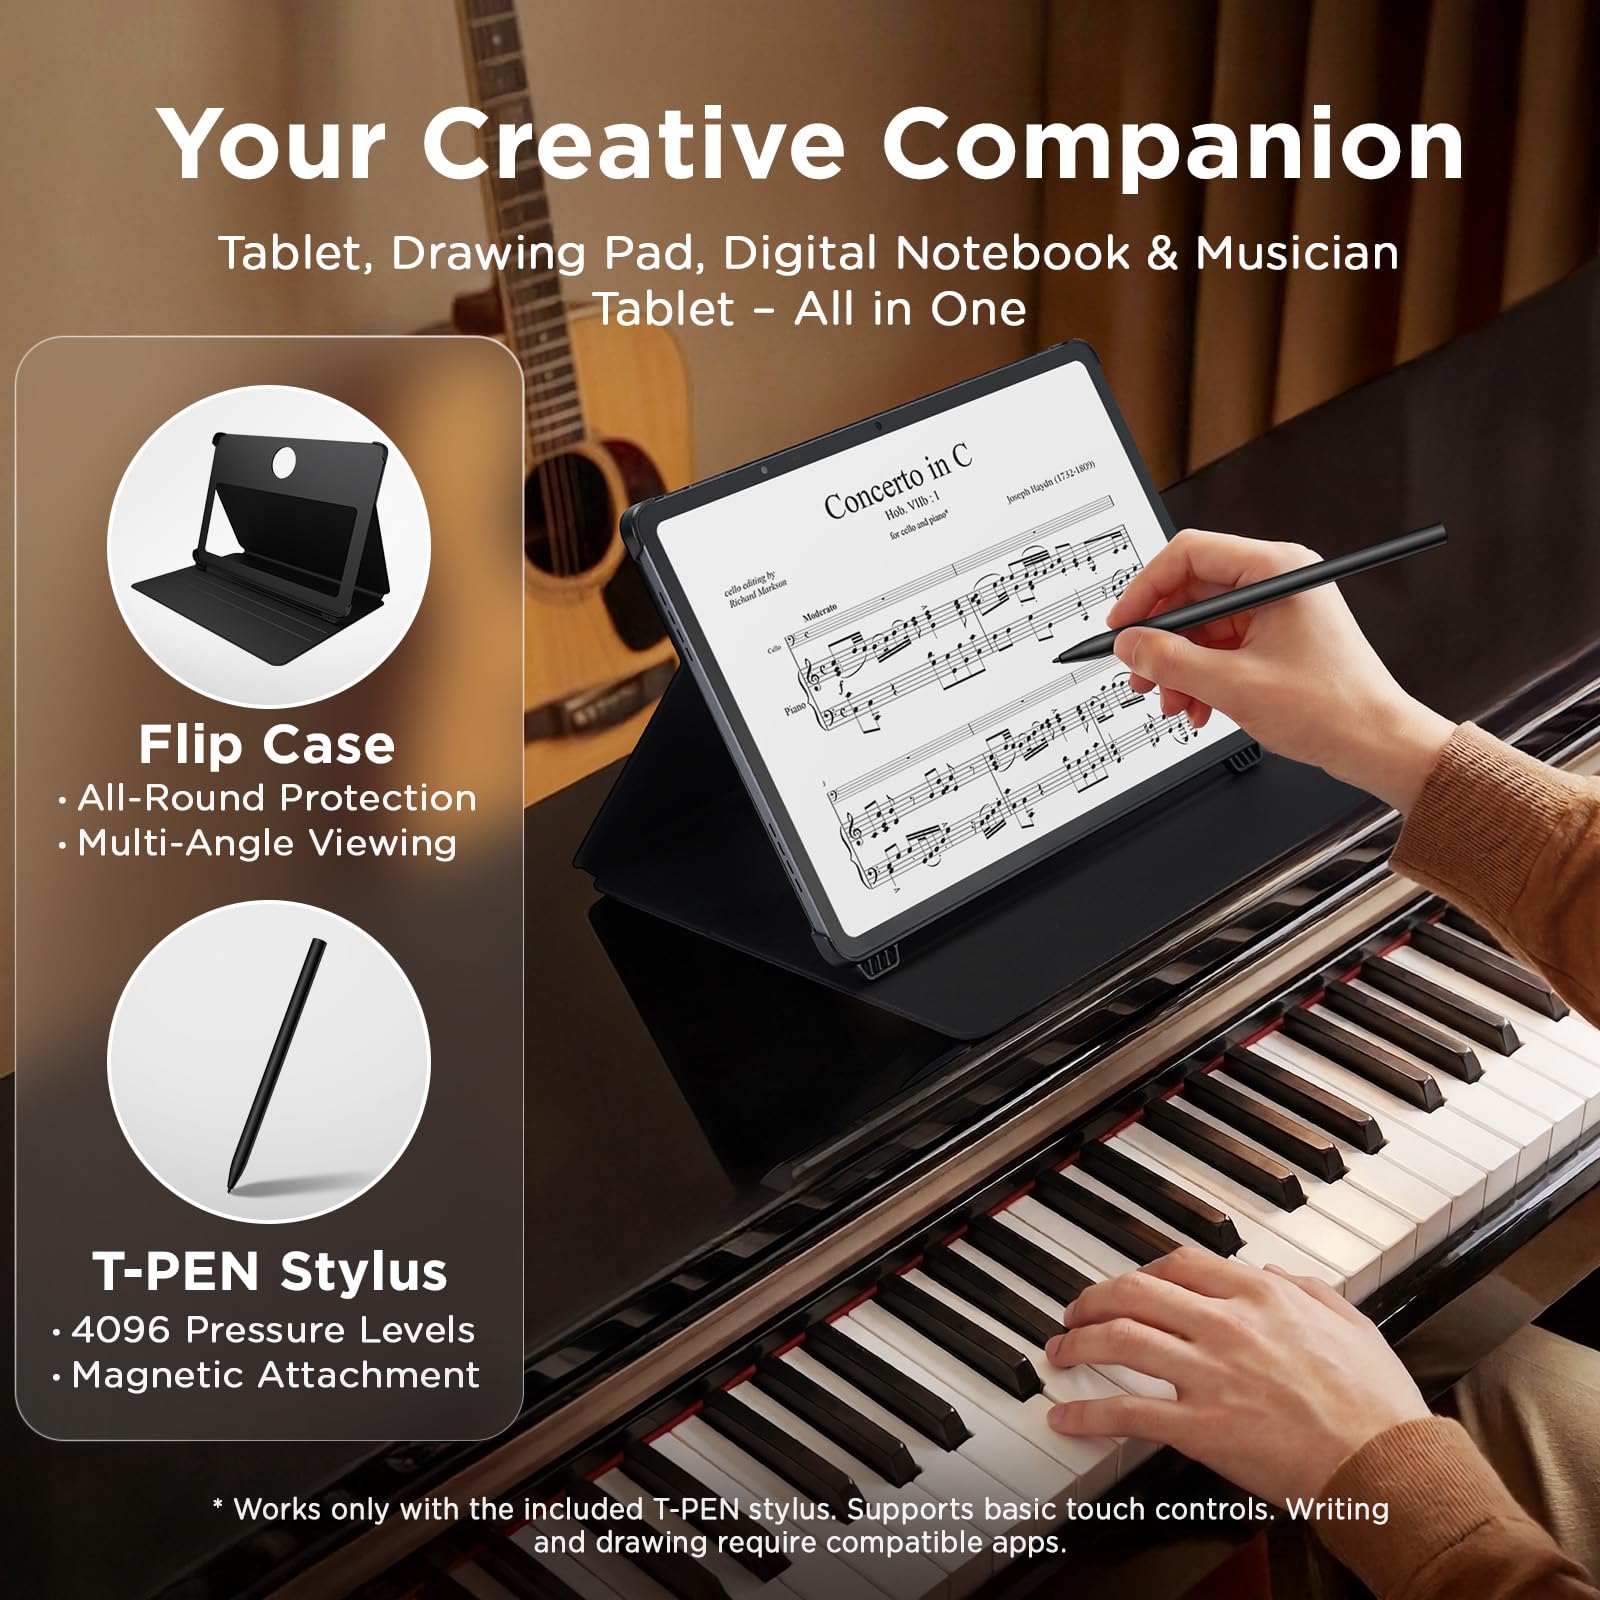 Your Creative Companion
Tablet, Drawing Pad, Digital Notebook & Musician
Tablet – All in One
Flip Case
• All-Round Protection
• Multi-Angle Viewing
T-PEN Stylus
• 4096 Pressure Levels
• Magnetic Attachment
Concerto in C
Hob. VIIb : I
for cello and piano*
Joseph Haydn (1732-1809)
cello editing by
Richard Markson
Moderato
Cello
Piano
f
3
* Works only with the included T-PEN stylus. Supports basic touch controls. Writing
and drawing require compatible apps.